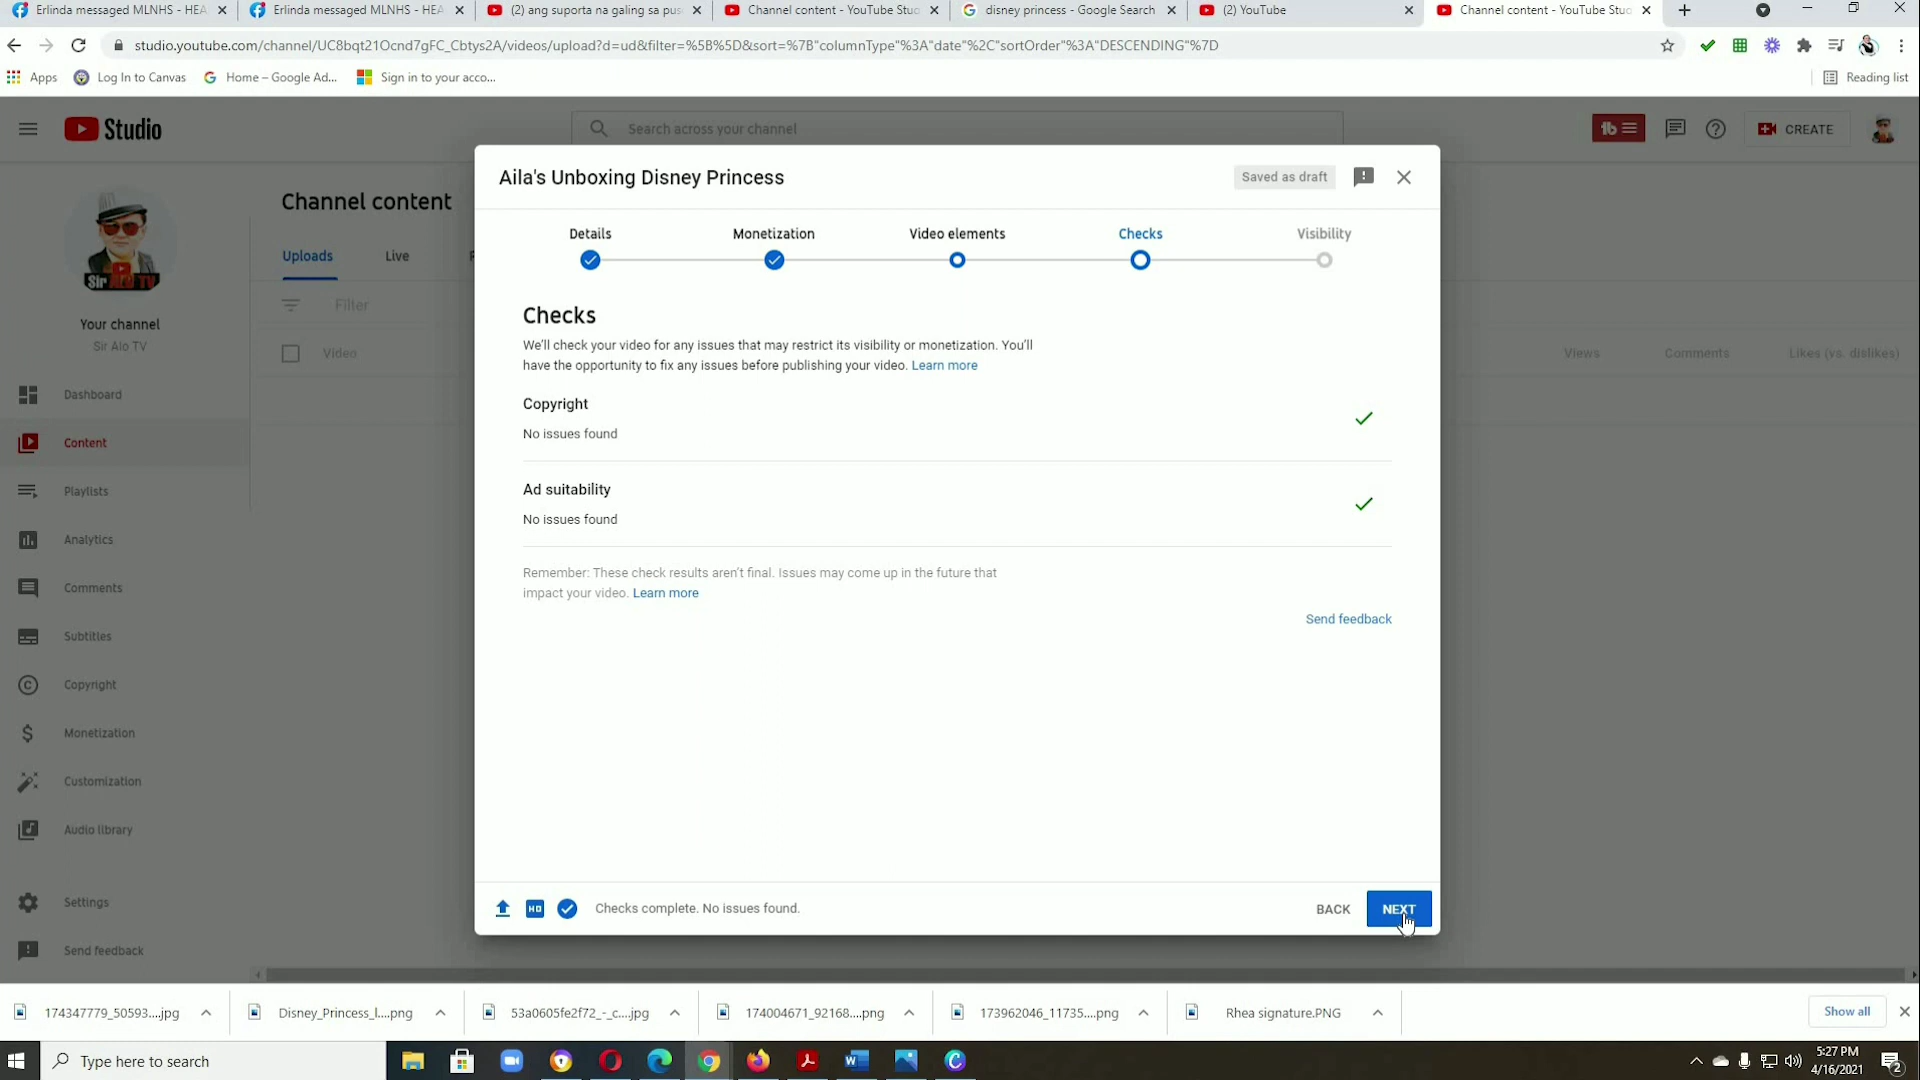 Erlinda messaged MLNHS - HEA
Erlinda messaged MLNHS - HEA
(2) ang suporta na galing sa pus
Channel content - YouTube Stud
disney princess - Google Search
(2) YouTube
Channel content - YouTube Stud
studio.youtube.com/channel/UC8bqt21Ocnd7gFC_Cbtys2A/videos/upload?d=ud&filter=%5B%5D&sort=%7B"columnType"%3A"date"%2C"sortOrder"%3A"DESCENDING"%7D
Apps
Log In to Canvas
Home – Google Ad...
Sign in to your acco...
Reading list
Studio
Search across your channel
CREATE
Aila's Unboxing Disney Princess
Saved as draft
Channel content
Details
Monetization
Video elements
Checks
Visibility
Uploads
Live
Filter
Video
Views
Comments
Likes (vs. dislikes)
Sir Alo TV
Your channel
Sir Alo TV
Dashboard
Content
Playlists
Analytics
Comments
Subtitles
Copyright
Monetization
Customization
Audio library
Settings
Send feedback
Checks
We'll check your video for any issues that may restrict its visibility or monetization. You'll
have the opportunity to fix any issues before publishing your video. Learn more
Copyright
No issues found
Ad suitability
No issues found
Remember: These check results aren't final. Issues may come up in the future that
impact your video. Learn more
Send feedback
HD
Checks complete. No issues found.
BACK
NEXT
174347779_50593....jpg
Disney_Princess_l....png
53a0605fe2f72_-_c....jpg
174004671_92168....png
173962046_11735....png
Rhea signature.PNG
Show all
Type here to search
5:27 PM
4/16/2021
2